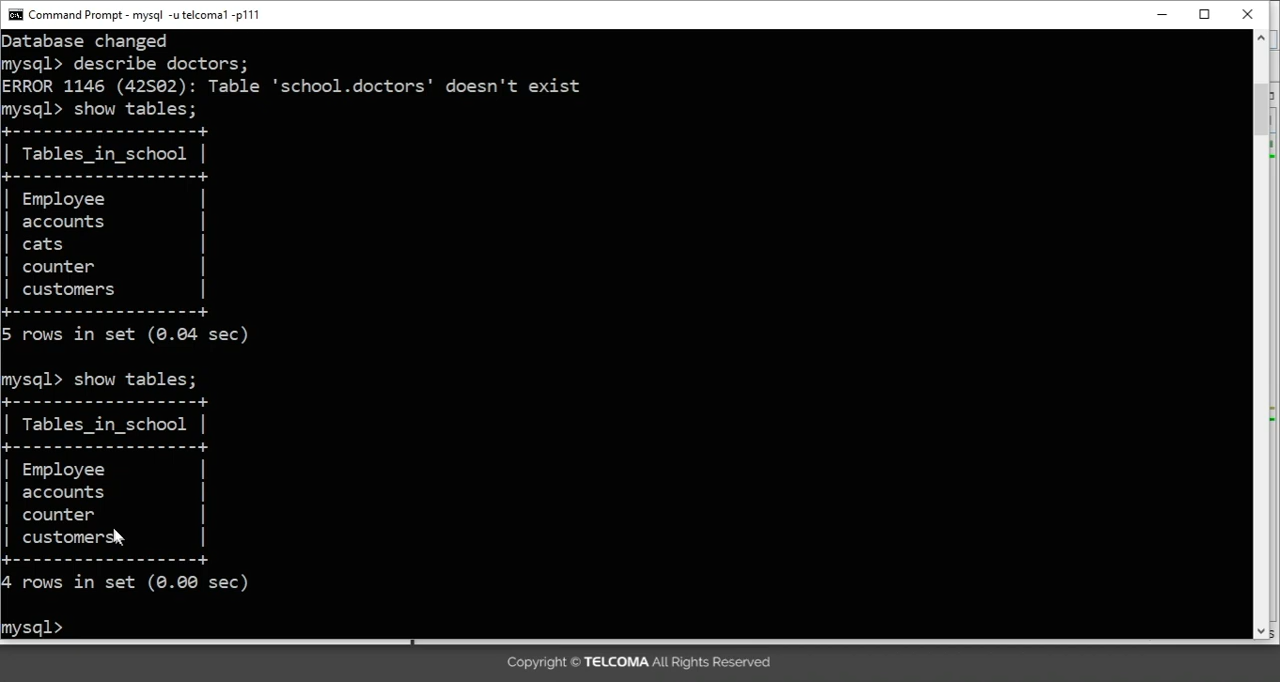 Command Prompt - mysql -u telcoma1 -p111
Database changed
mysql> describe doctors;
ERROR 1146 (42S02): Table 'school.doctors' doesn't exist
mysql> show tables;
+------------------+
| Tables_in_school |
+------------------+
| Employee         |
| accounts         |
| cats             |
| counter          |
| customers        |
+------------------+
5 rows in set (0.04 sec)
mysql> show tables;
+------------------+
| Tables_in_school |
+------------------+
| Employee         |
| accounts         |
| counter          |
| customers        |
+------------------+
4 rows in set (0.00 sec)
mysql>
Copyright © TELCOMA All Rights Reserved